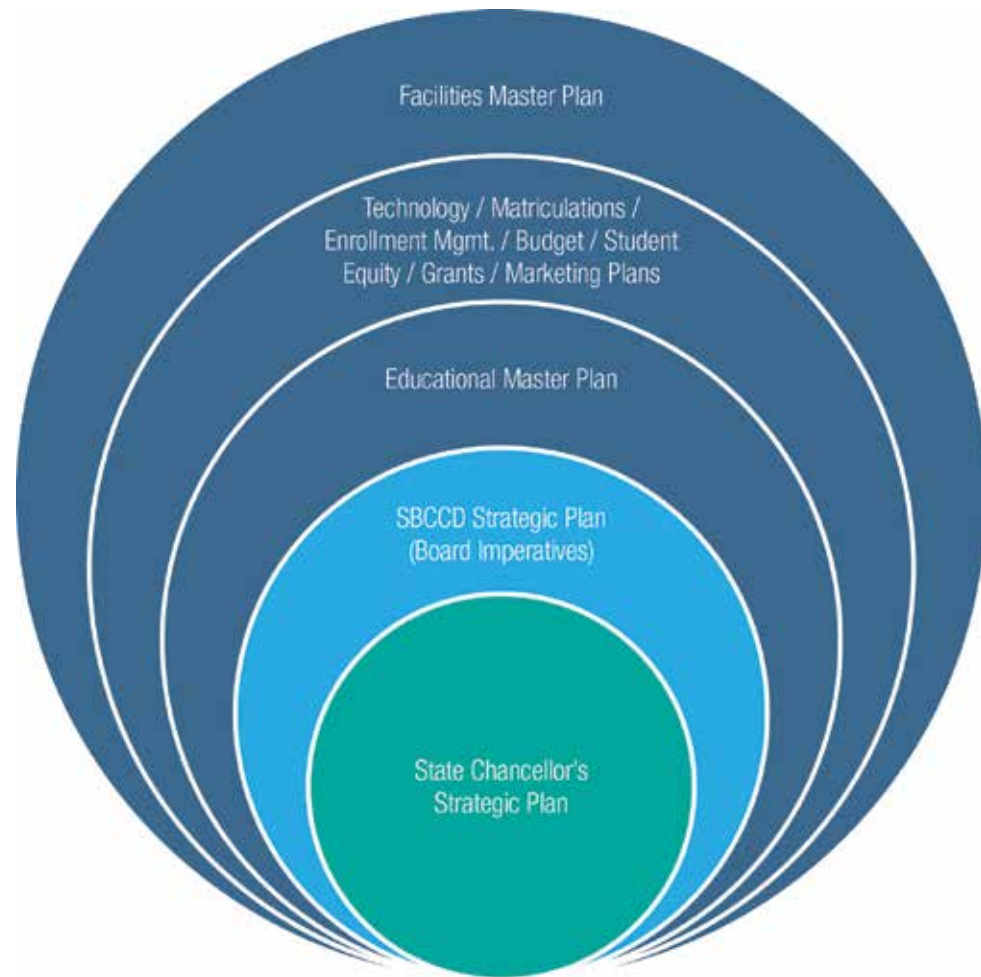 Facilities Master Plan
Technology / Matriculations /
Enrollment Mgmt. / Budget / Student
Equity / Grants / Marketing Plans
Educational Master Plan
SBCCD Strategic Plan
(Board Imperatives)
State Chancellor's
Strategic Plan